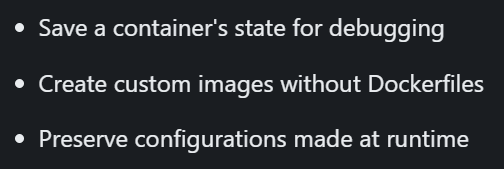 • Save a container's state for debugging
• Create custom images without Dockerfiles
• Preserve configurations made at runtime